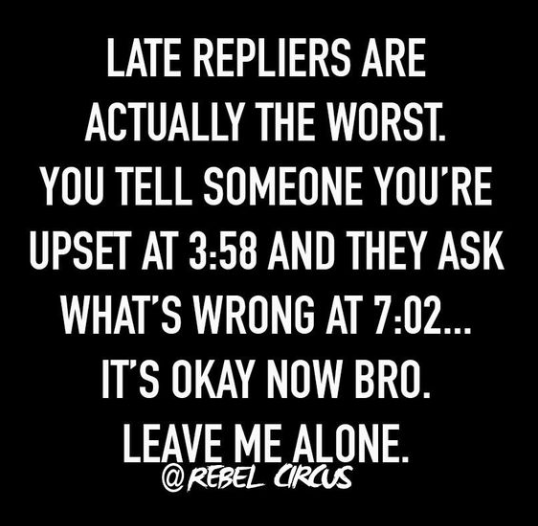 LATE REPLIERS ARE
ACTUALLY THE WORST.
YOU TELL SOMEONE YOU'RE
UPSET AT 3:58 AND THEY ASK
WHAT'S WRONG AT 7:02...
IT'S OKAY NOW BRO.
LEAVE ME ALONE.
@REBEL CIRCUS